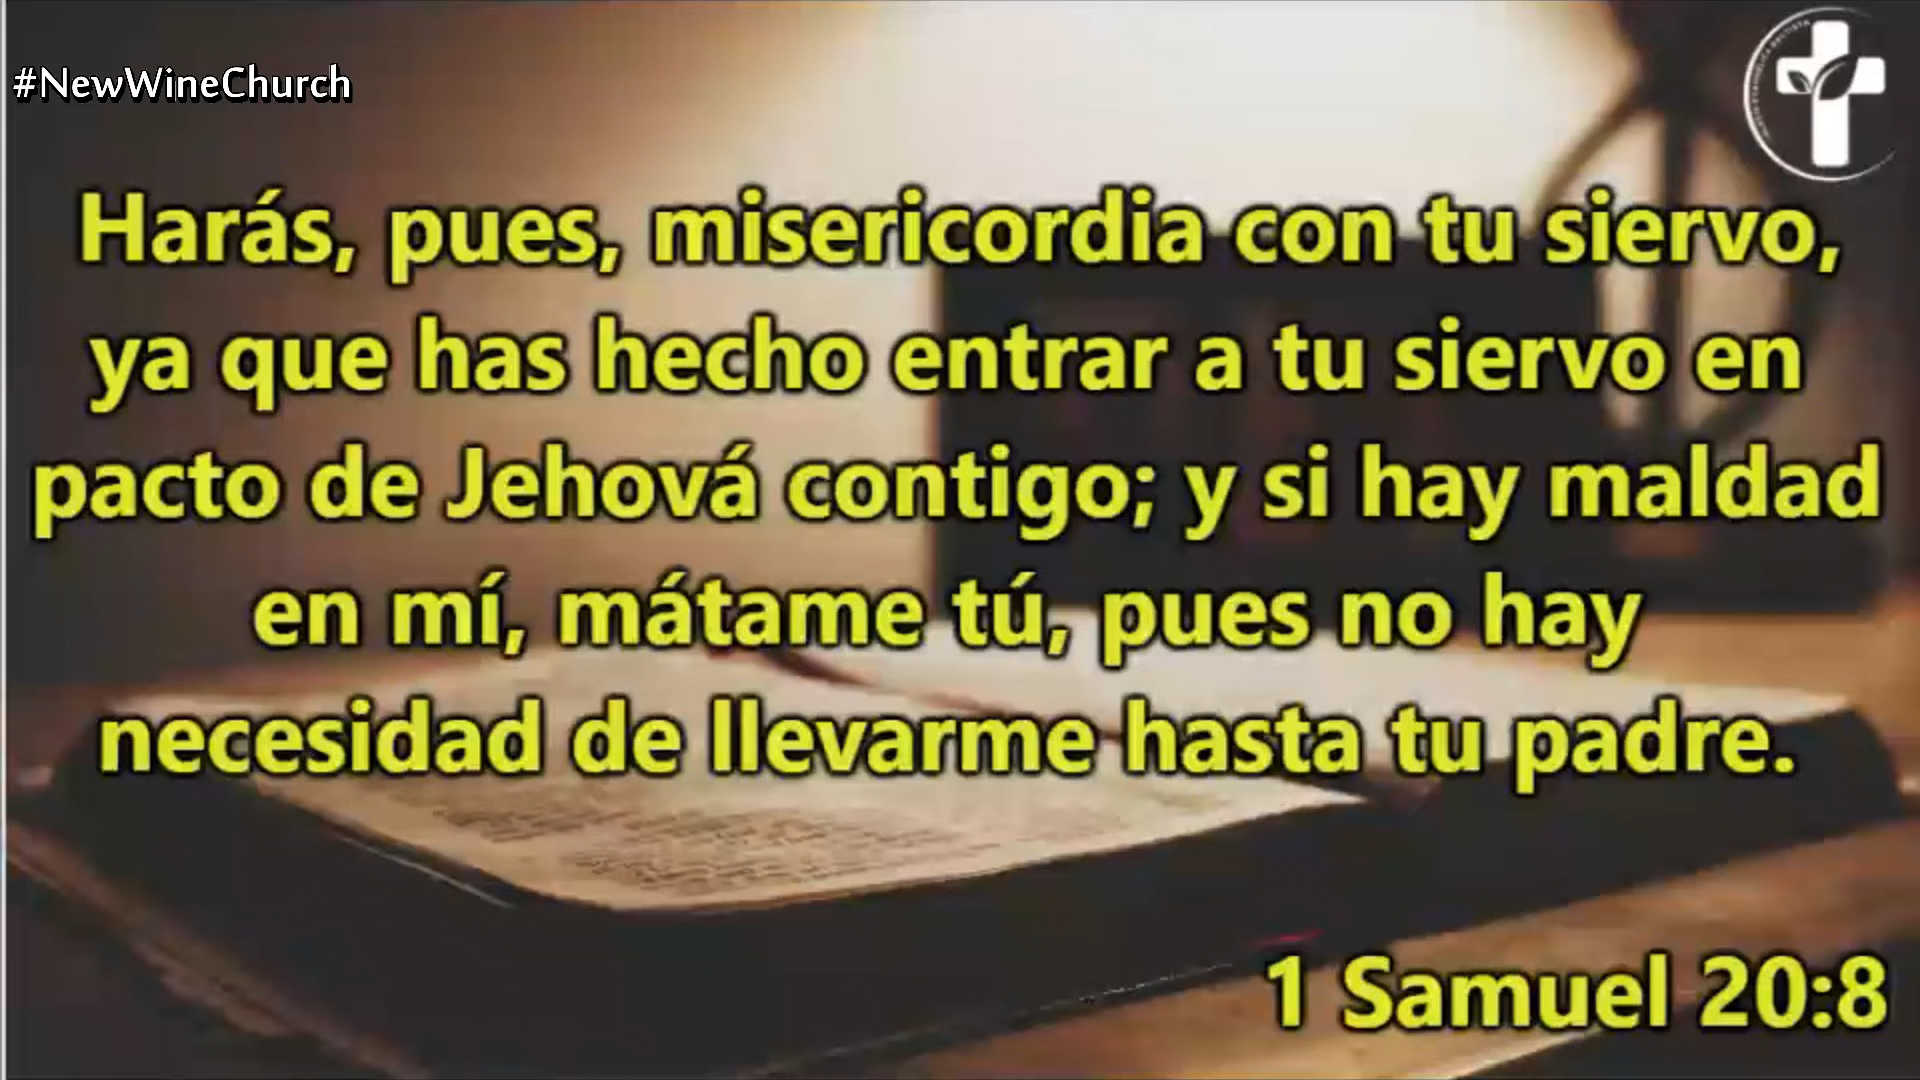 #NewWineChurch
Harás, pues, misericordia con tu siervo,
ya que has hecho entrar a tu siervo en
pacto de Jehová contigo; y si hay maldad
en mí, mátame tú, pues no hay
necesidad de llevarme hasta tu padre.
1 Samuel 20:8